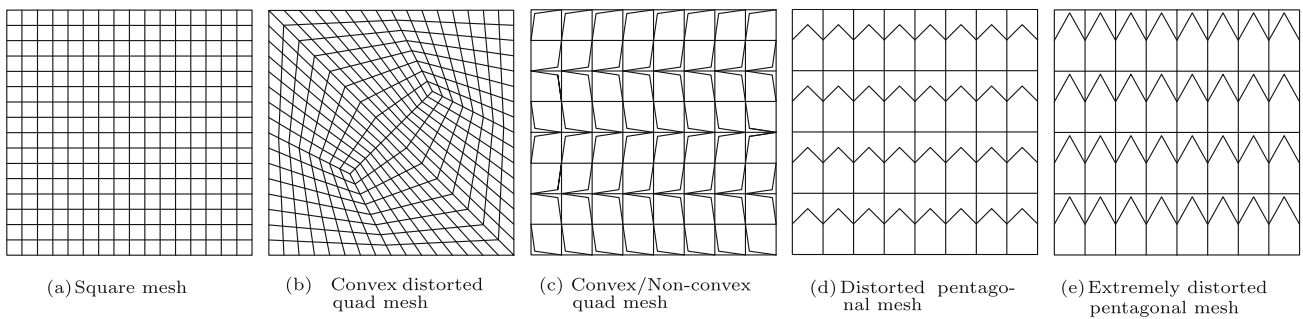 (a) Square mesh
(b) Convex distorted
quad mesh
(c) Convex/Non-convex
quad mesh
(d) Distorted pentago-
nal mesh
(e) Extremely distorted
pentagonal mesh